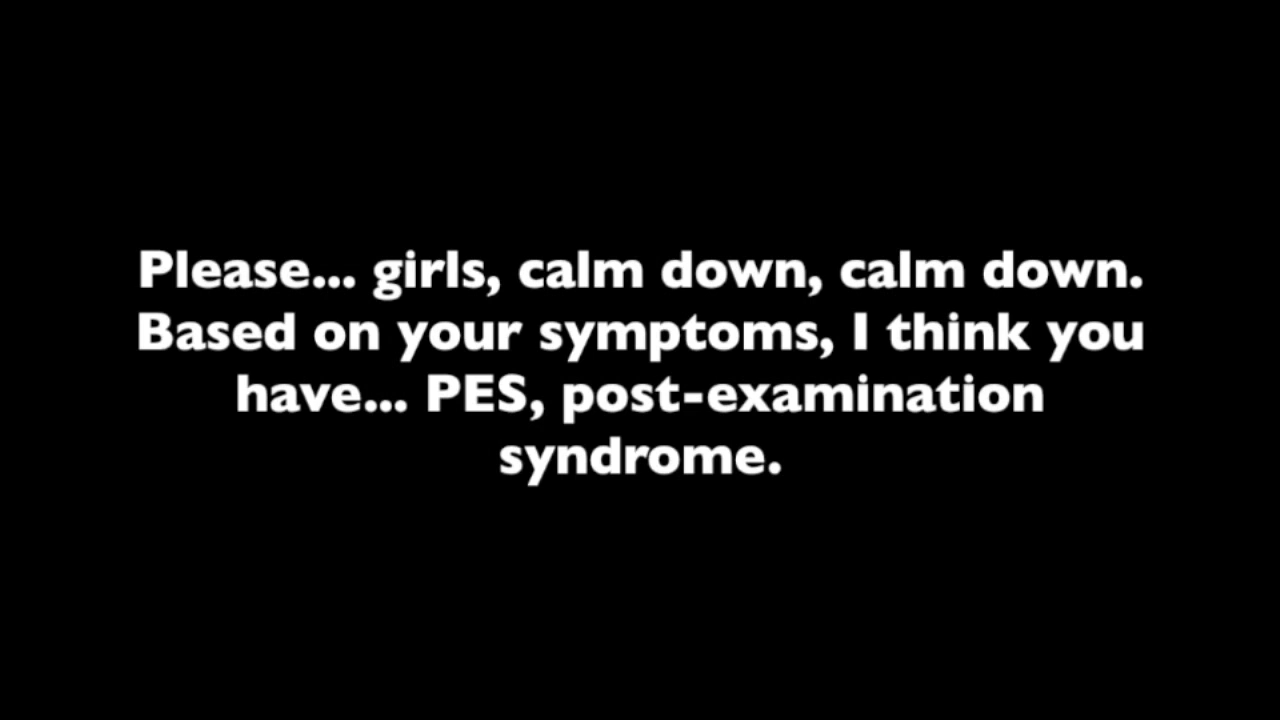 Please... girls, calm down, calm down.
Based on your symptoms, I think you
have... PES, post-examination
syndrome.